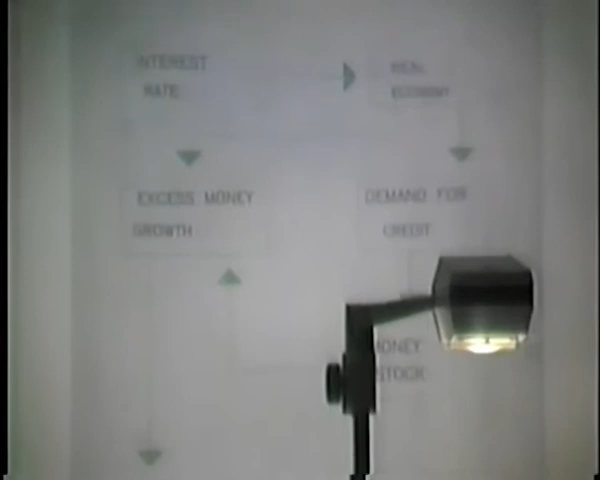 INTEREST
RATE
REAL
ECONOMY
EXCESS MONEY
GROWTH
DEMAND FOR
CREDIT
MONEY
STOCK